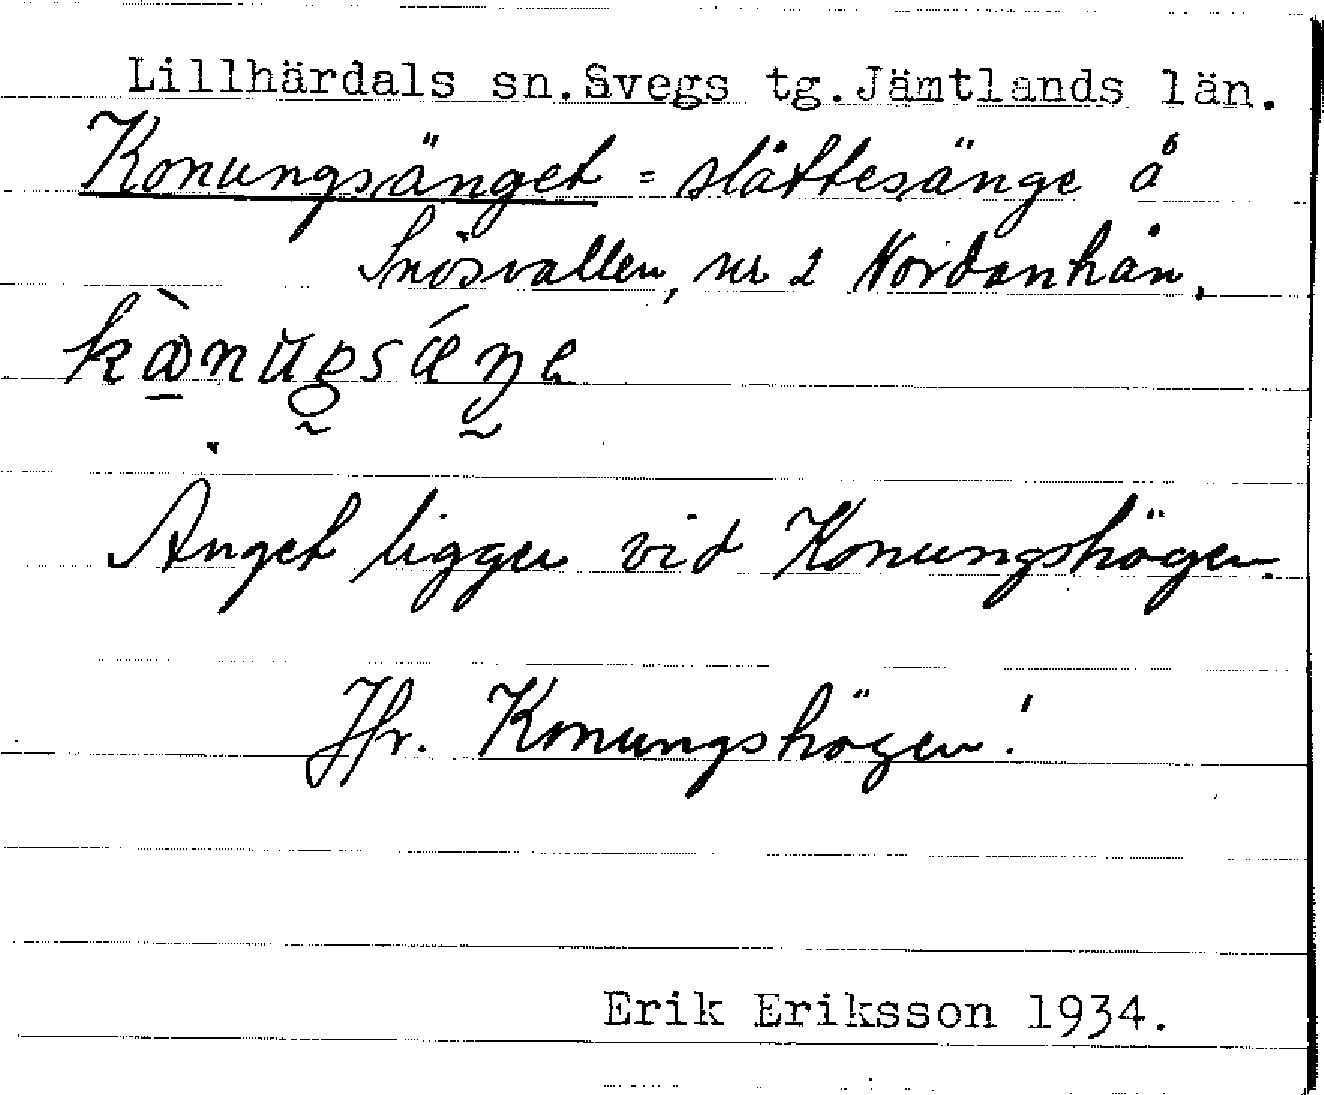 Lillhärdals sn. Svegs tg. Jämtlands län.
Konungsänget = slåttesänge å
Snösvallen, nr 2 Nordanhån.
Änget ligger vid Konungshögen.
Jfr. Konungshögen!
Erik Eriksson 1934.